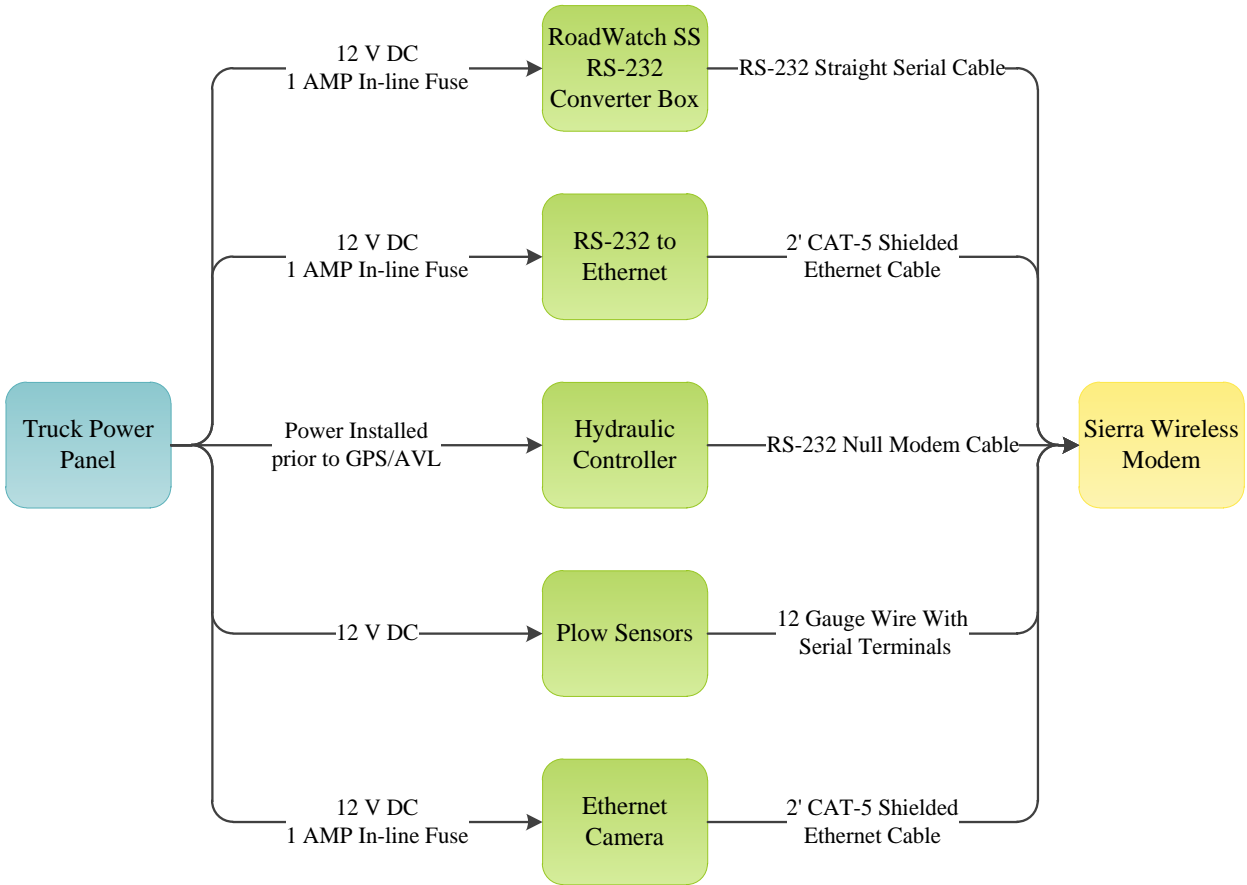 12 V DC
1 AMP In-line Fuse
RoadWatch SS
RS-232
Converter Box
RS-232 Straight Serial Cable
12 V DC
1 AMP In-line Fuse
RS-232 to
Ethernet
2' CAT-5 Shielded
Ethernet Cable
Truck Power
Panel
Power Installed
prior to GPS/AVL
Hydraulic
Controller
RS-232 Null Modem Cable
Sierra Wireless
Modem
12 V DC
Plow Sensors
12 Gauge Wire With
Serial Terminals
12 V DC
1 AMP In-line Fuse
Ethernet
Camera
2' CAT-5 Shielded
Ethernet Cable